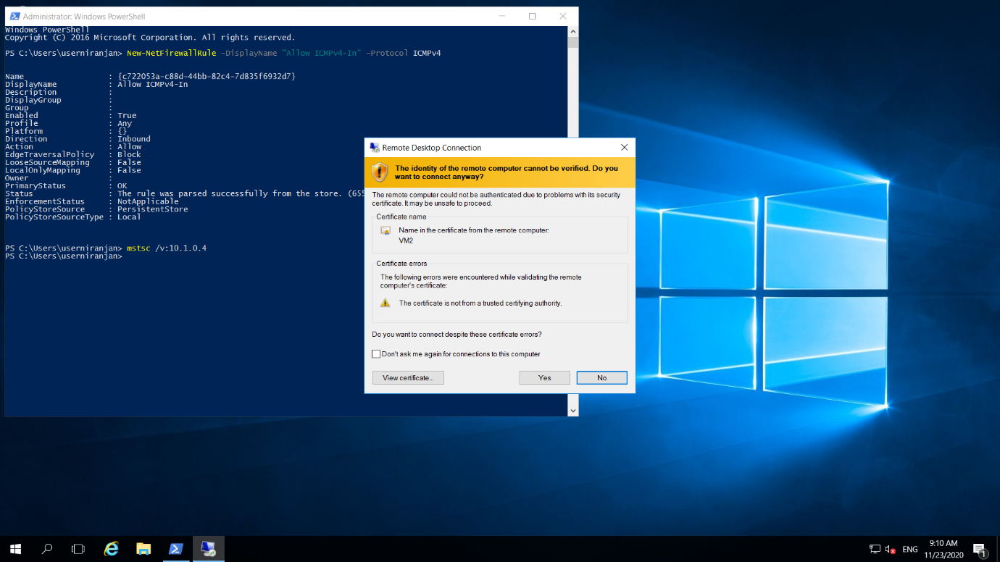 Administrator: Windows PowerShell
Windows PowerShell
Copyright (C) 2016 Microsoft Corporation. All rights reserved.
PS C:\Users\userniranjan> New-NetFirewallRule -DisplayName "Allow ICMPv4-In" -Protocol ICMPv4
Name : {c722053a-c88d-44bb-82c4-7d835f6932d7}
DisplayName : Allow ICMPv4-In
Description :
DisplayGroup :
Group :
Enabled : True
Profile : Any
Platform : {}
Direction : Inbound
Action : Allow
EdgeTraversalPolicy : Block
LooseSourceMapping : False
LocalOnlyMapping : False
Owner :
PrimaryStatus : OK
Status : The rule was parsed successfully from the store. (655
EnforcementStatus : NotApplicable
PolicyStoreSource : PersistentStore
PolicyStoreSourceType : Local
PS C:\Users\userniranjan> mstsc /v:10.1.0.4
PS C:\Users\userniranjan>
Remote Desktop Connection
The identity of the remote computer cannot be verified. Do you
want to connect anyway?
The remote computer could not be authenticated due to problems with its security
certificate. It may be unsafe to proceed.
Certificate name
Name in the certificate from the remote computer:
VM2
Certificate errors
The following errors were encountered while validating the remote
computer's certificate:
The certificate is not from a trusted certifying authority.
Do you want to connect despite these certificate errors?
Don't ask me again for connections to this computer
View certificate...
Yes
No
ENG
9:10 AM
11/23/2020
1